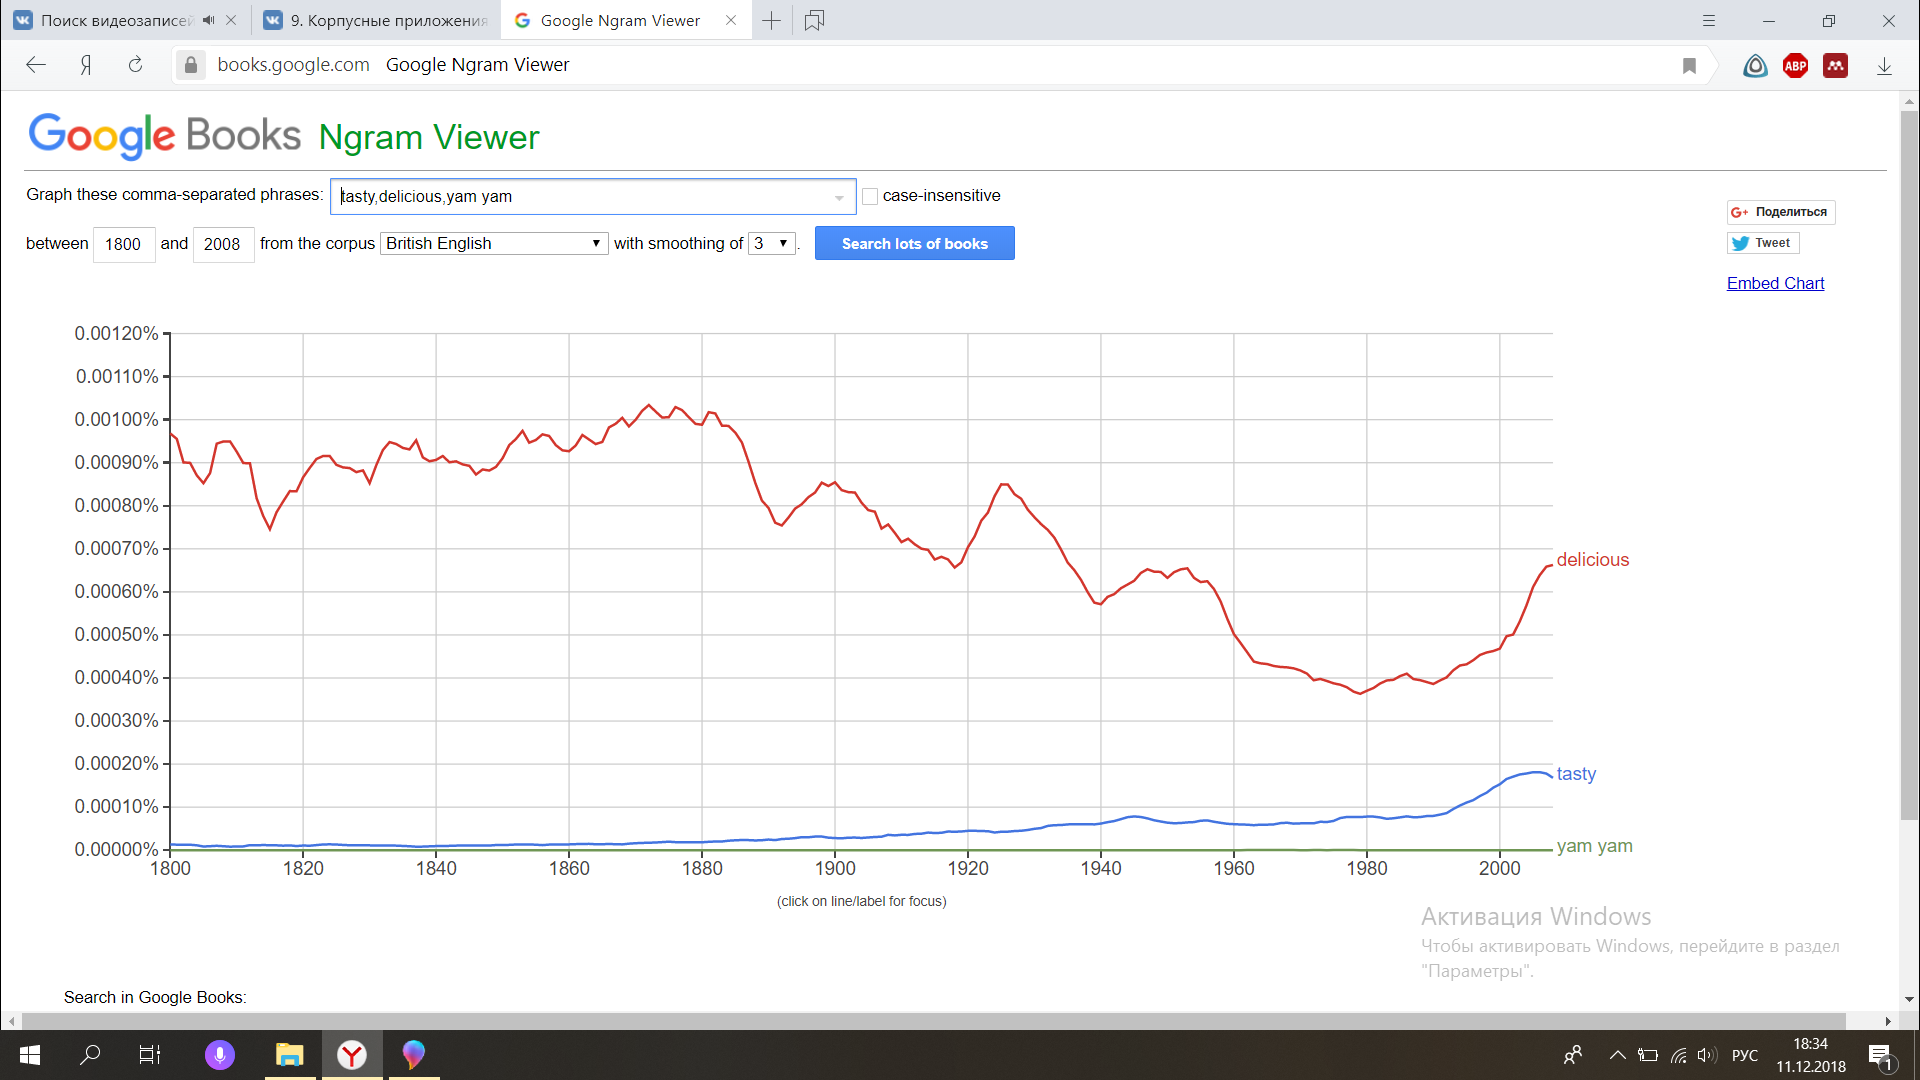 Поиск видеозаписей
9. Корпусные приложения
Google Ngram Viewer
Я
books.google.com Google Ngram Viewer
ABP
Google Books Ngram Viewer
Graph these comma-separated phrases: tasty,delicious,yam yam case-insensitive
between 1800 and 2008 from the corpus British English with smoothing of 3 . Search lots of books
G+ Поделиться
Tweet
Embed Chart
0.00120%
0.00110%
0.00100%
0.00090%
0.00080%
0.00070%
0.00060%
0.00050%
0.00040%
0.00030%
0.00020%
0.00010%
0.00000%
delicious
tasty
yam yam
1800 1820 1840 1860 1880 1900 1920 1940 1960 1980 2000
(click on line/label for focus)
Активация Windows
Чтобы активировать Windows, перейдите в раздел
"Параметры".
Search in Google Books:
РУС
18:34
11.12.2018
1